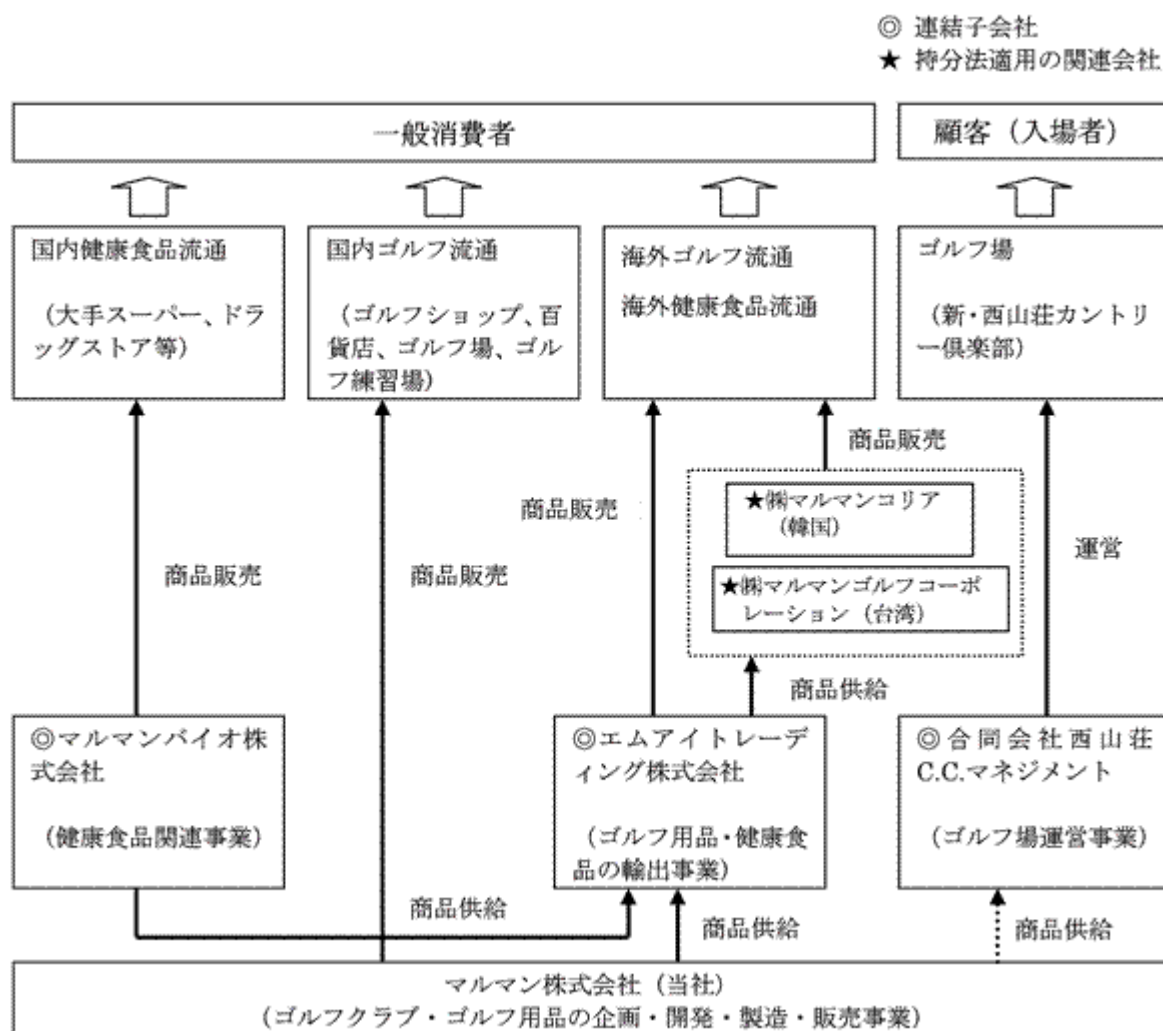 ◎ 連結子会社
★ 持分法適用の関連会社
一般消費者
顧客（入場者）
国内健康食品流通
（大手スーパー、ドラ
ッグストア等）
国内ゴルフ流通
（ゴルフショップ、百
貨店、ゴルフ場、ゴル
フ練習場）
海外ゴルフ流通
海外健康食品流通
ゴルフ場
（新・西山荘カントリ
ー倶楽部）
商品販売
★㈱マルマンコリア
（韓国）
★㈱マルマンゴルフコーポ
レーション（台湾）
商品販売
運営
商品販売
商品販売
商品供給
◎マルマンバイオ株
式会社
（健康食品関連事業）
◎エムアイトレーデ
ィング株式会社
（ゴルフ用品・健康食
品の輸出事業）
◎合同会社西山荘
C.C.マネジメント
（ゴルフ場運営事業）
商品供給
商品供給
商品供給
マルマン株式会社（当社）
（ゴルフクラブ・ゴルフ用品の企画・開発・製造・販売事業）